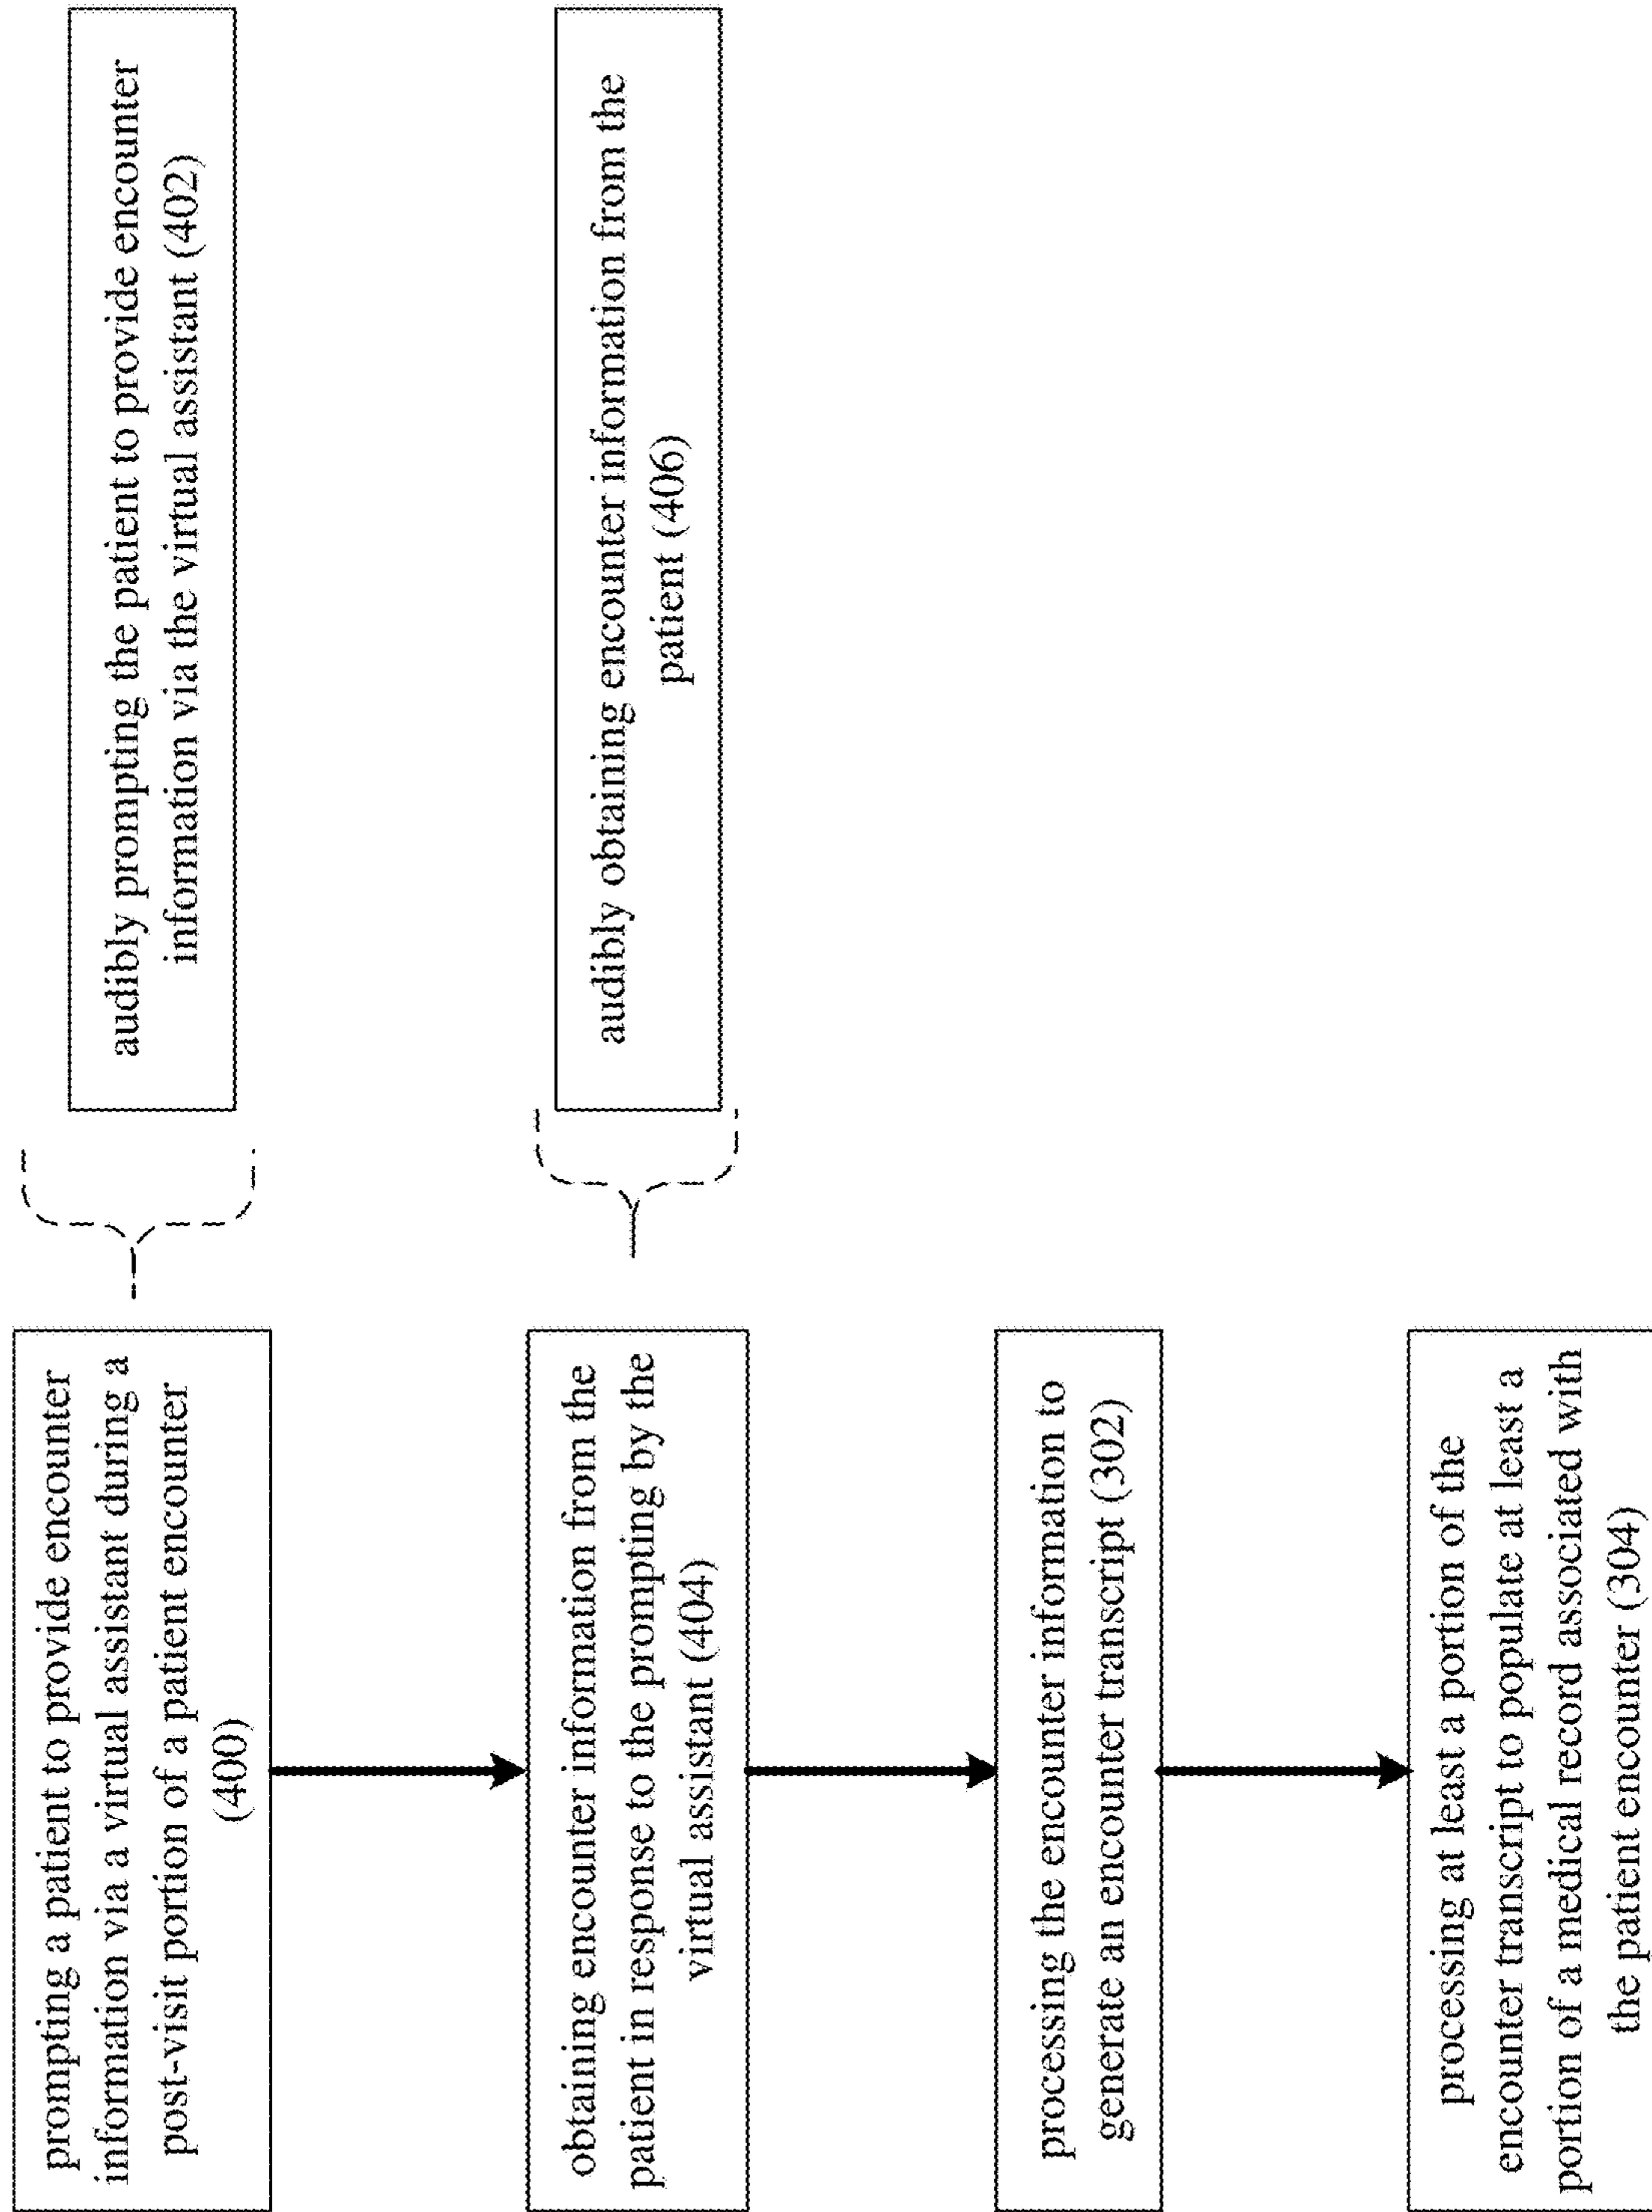 prompting a patient to provide encounter
information via a virtual assistant during a
post-visit portion of a patient encounter
(400)
audibly prompting the patient to provide encounter
information via the virtual assistant (402)
obtaining encounter information from the
patient in response to the prompting by the
virtual assistant (404)
audibly obtaining encounter information from the
patient (406)
processing the encounter information to
generate an encounter transcript (302)
processing at least a portion of the
encounter transcript to populate at least a
portion of a medical record associated with
the patient encounter (304)